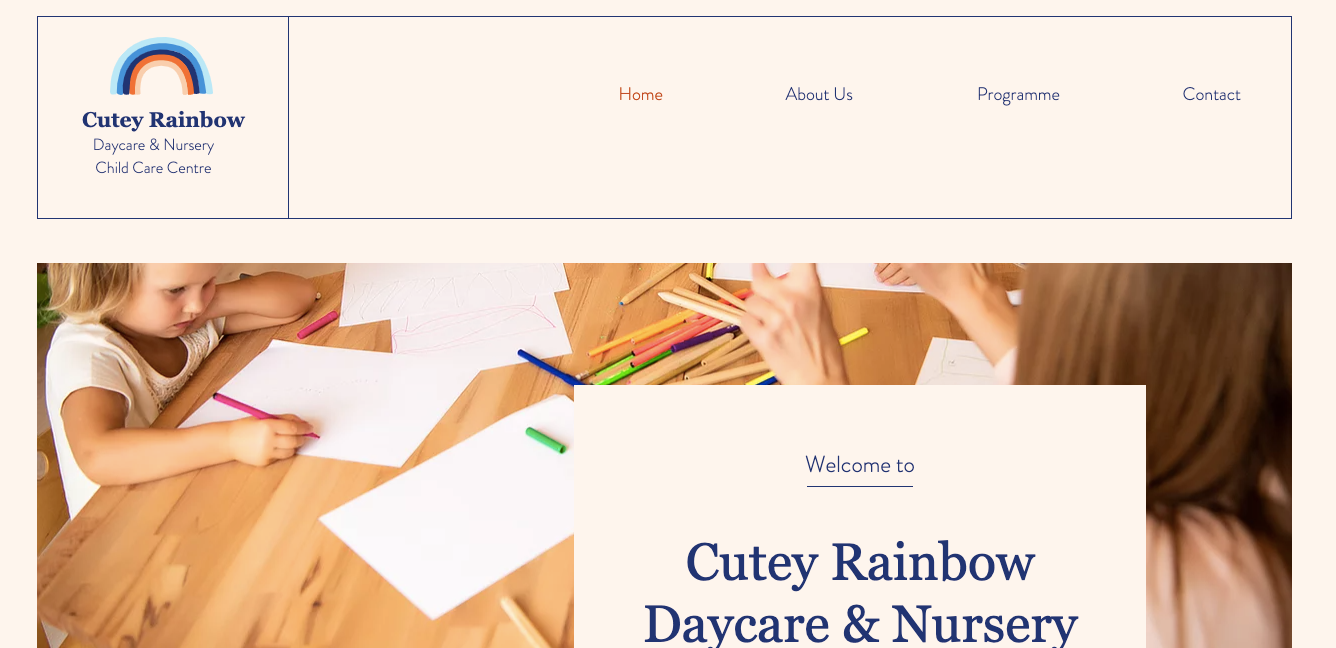 Cutey Rainbow
Daycare & Nursery
Child Care Centre
Home
About Us
Programme
Contact
Welcome to
Cutey Rainbow
Daycare & Nursery